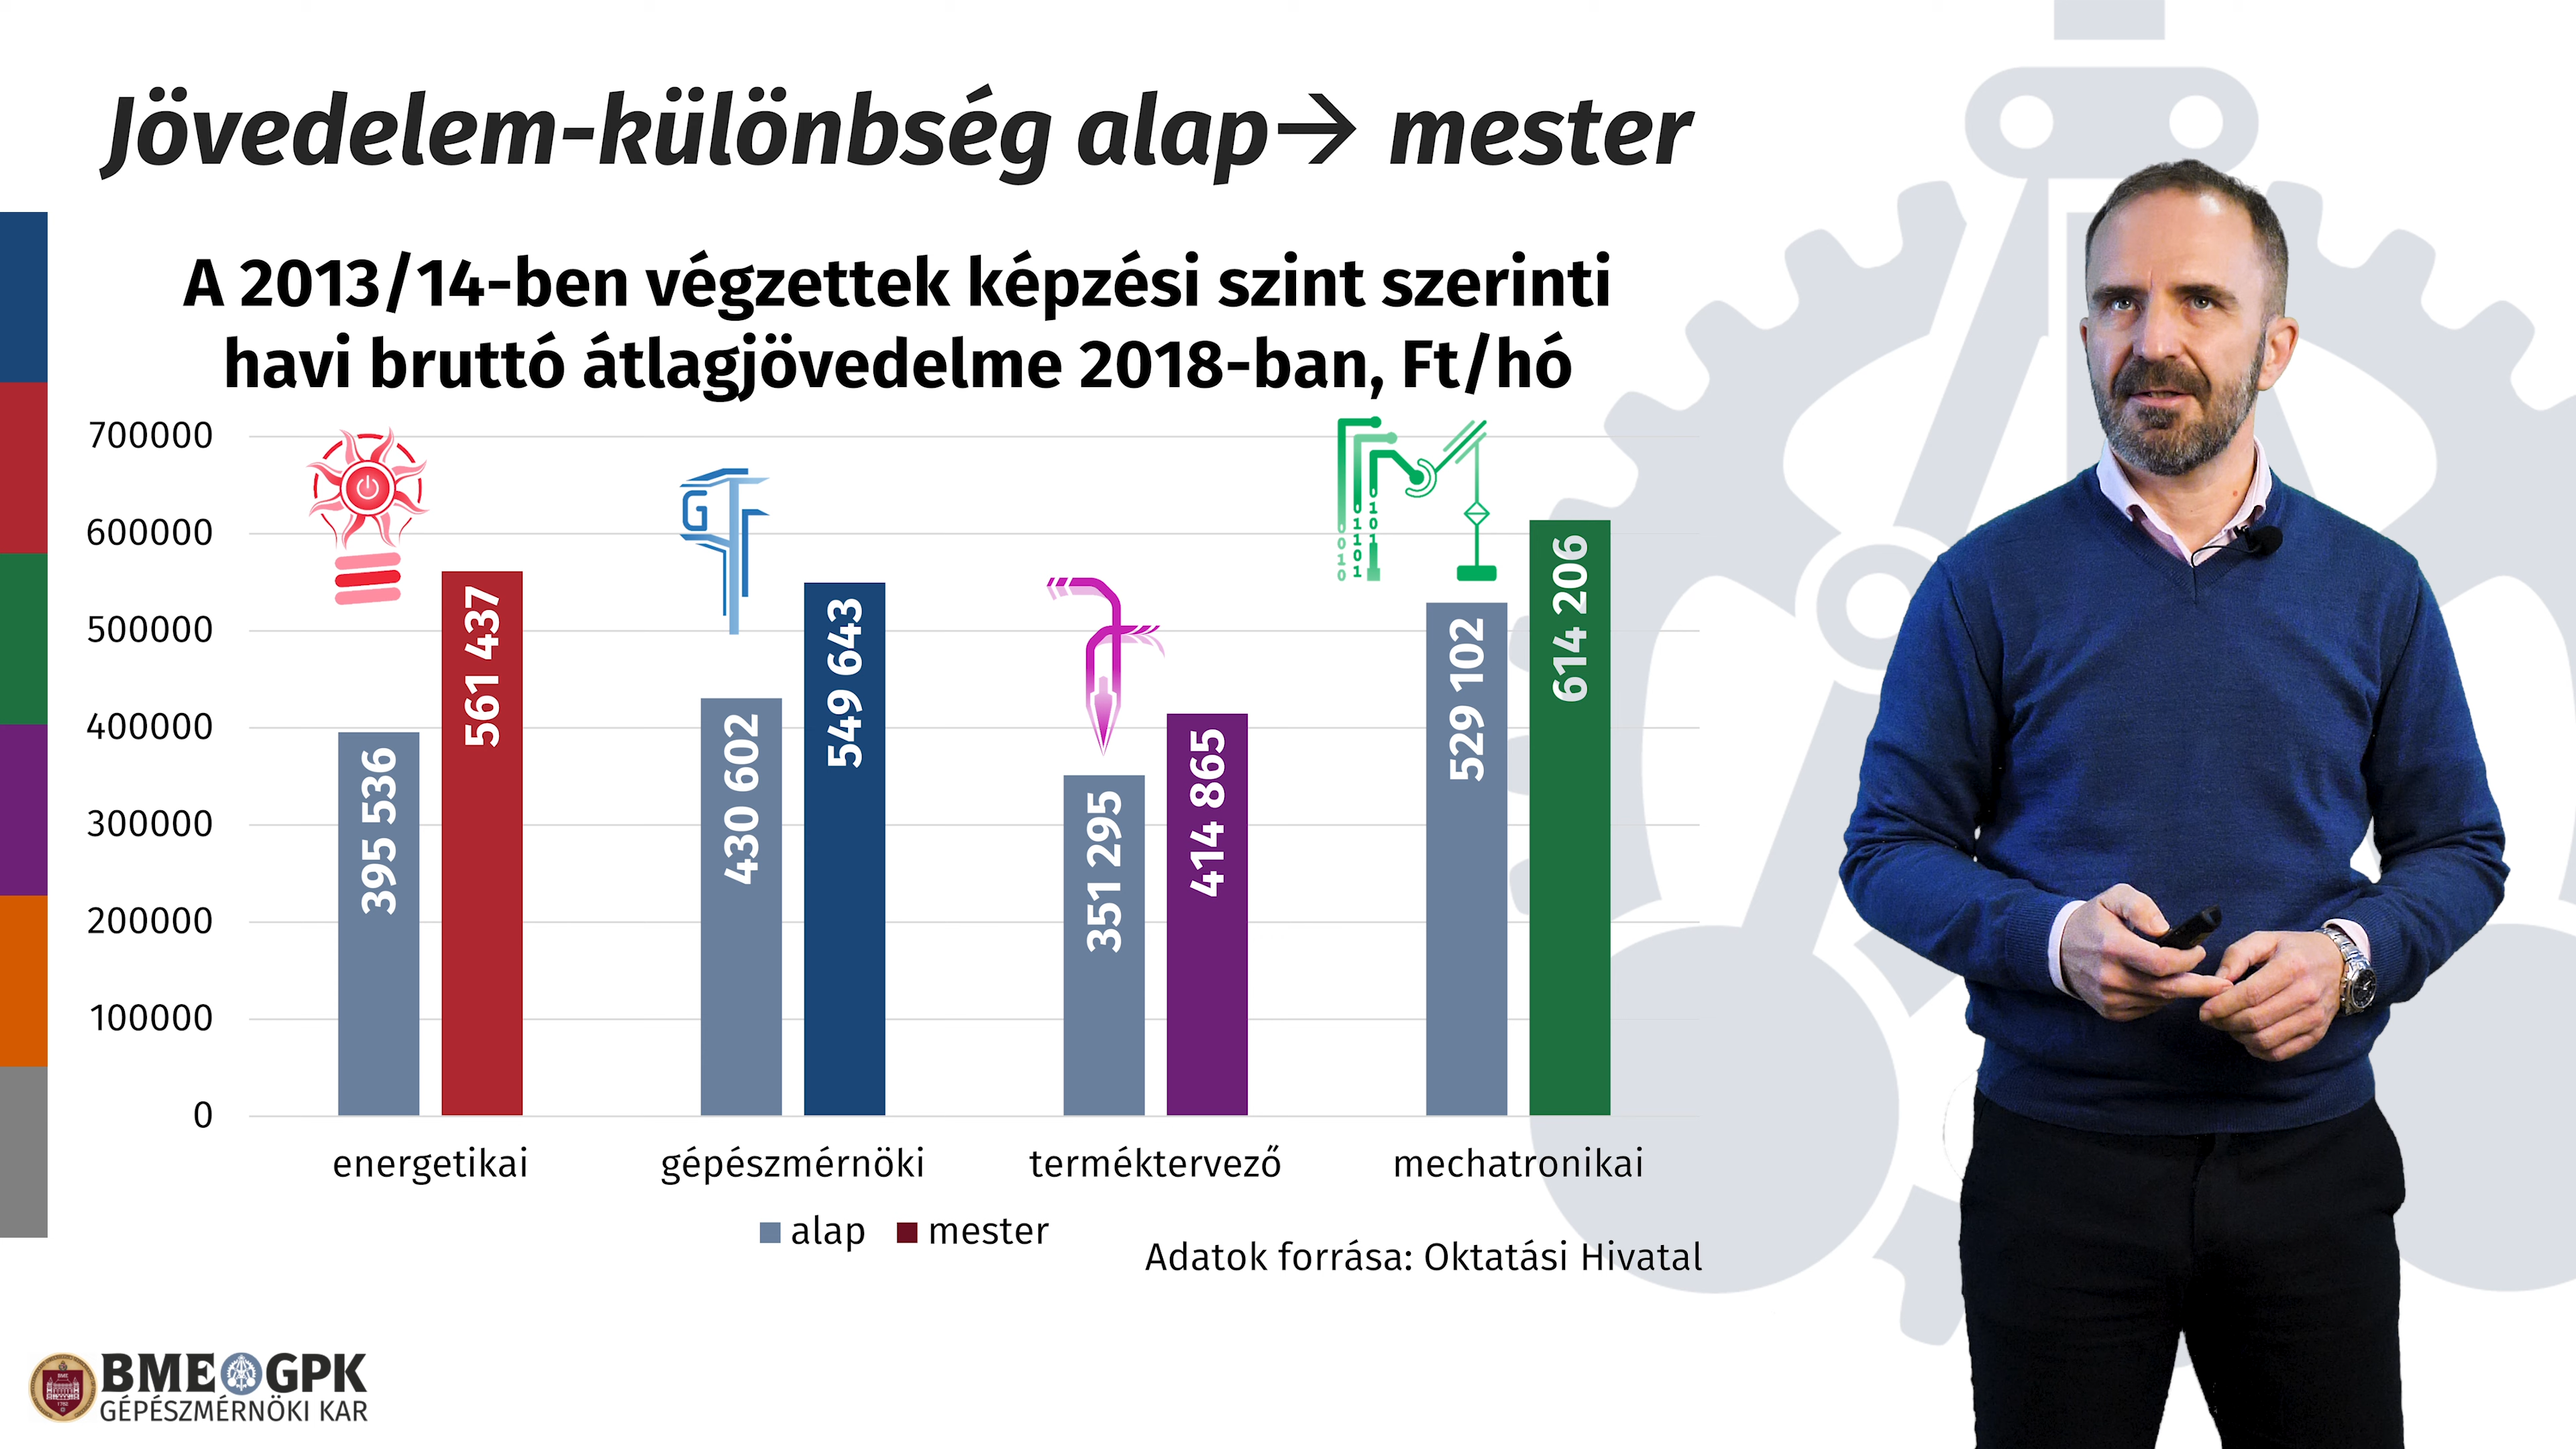 Jövedelem-különbség alap→ mester
A 2013/14-ben végzettek képzési szint szerinti
havi bruttó átlagjövedelme 2018-ban, Ft/hó
700000
600000
500000
400000
300000
200000
100000
0
395 536
561 437
430 602
549 643
351 295
414 865
529 102
614 206
G
energetikai
gépészmérnöki
terméktervező
mechatronikai
alap
mester
Adatok forrása: Oktatási Hivatal
BME GPK
GÉPÉSZMÉRNÖKI KAR